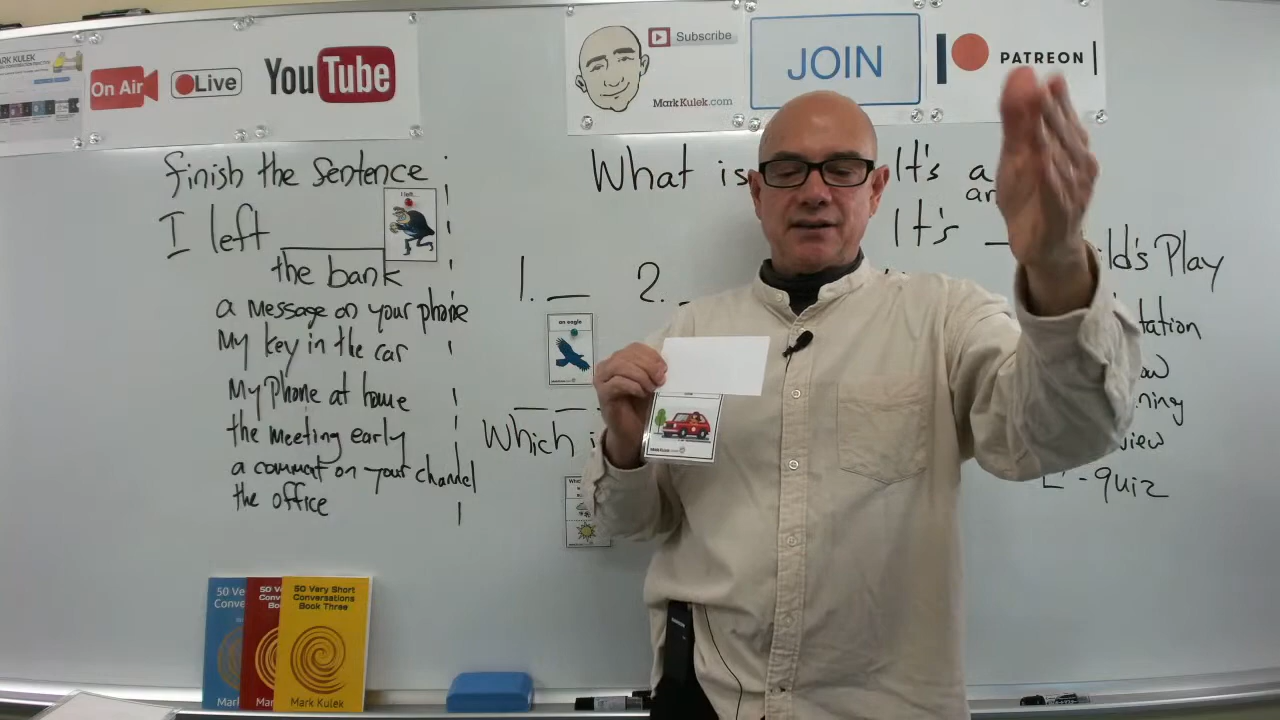 MARK KULEK
On Air
Live
YouTube
Subscribe
MarkKulek.com
JOIN
PATREON
finish the Sentence
I left
I left
the bank
a message on your phone
My key in the car
My Phone at home
the meeting early
a comment on your channel
the office
What is
It's a
an
It's
1.
2.
an eagle
Which
What
Play
quiz
50 Very Short
Conversations
Book Three
Mark Kulek